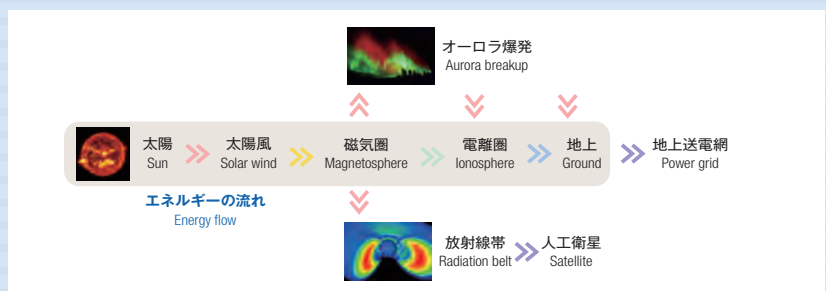 オーロラ爆発
Aurora breakup
太陽
Sun
太陽風
Solar wind
磁気圏
Magnetosphere
電離圏
Ionosphere
地上
Ground
地上送電網
Power grid
エネルギーの流れ
Energy flow
放射線帯
Radiation belt
人工衛星
Satellite